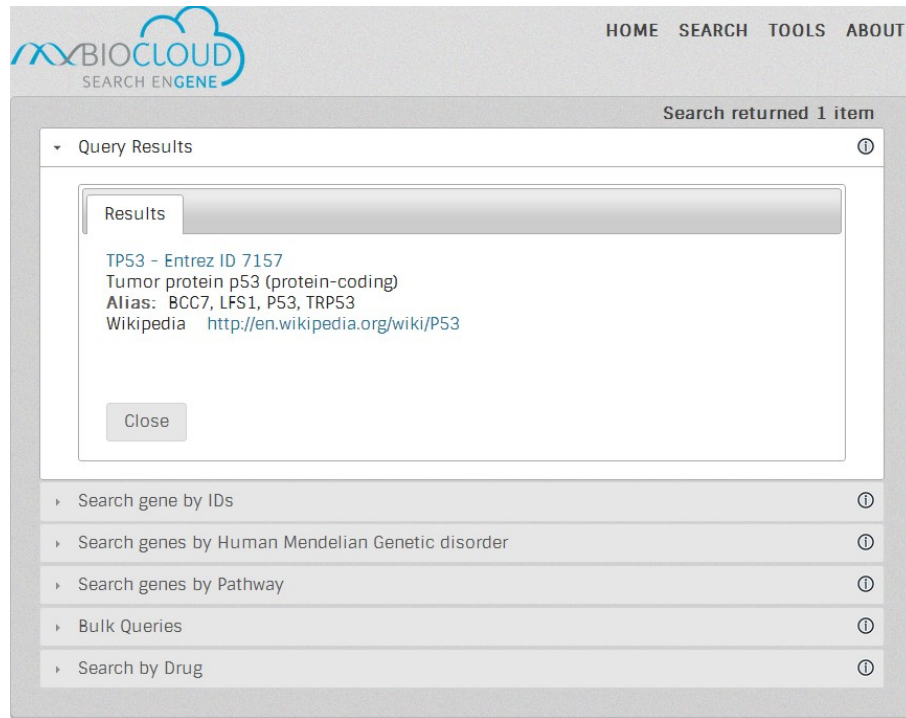 myBIOCLOUD
SEARCH ENGENE
HOME SEARCH TOOLS ABOUT
Search returned 1 item
Query Results
Results
TP53 - Entrez ID 7157
Tumor protein p53 (protein-coding)
Alias: BCC7, LFS1, P53, TRP53
Wikipedia http://en.wikipedia.org/wiki/P53
Close
Search gene by IDs
Search genes by Human Mendelian Genetic disorder
Search genes by Pathway
Bulk Queries
Search by Drug